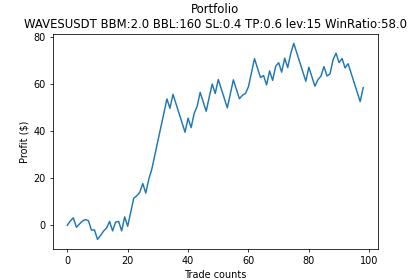 Portfolio
WAVESUSDT BBM:2.0 BBL:160 SL:0.4 TP:0.6 lev:15 WinRatio:58.0
80
60
40
20
0
Profit ($)
0 20 40 60 80 100
Trade counts